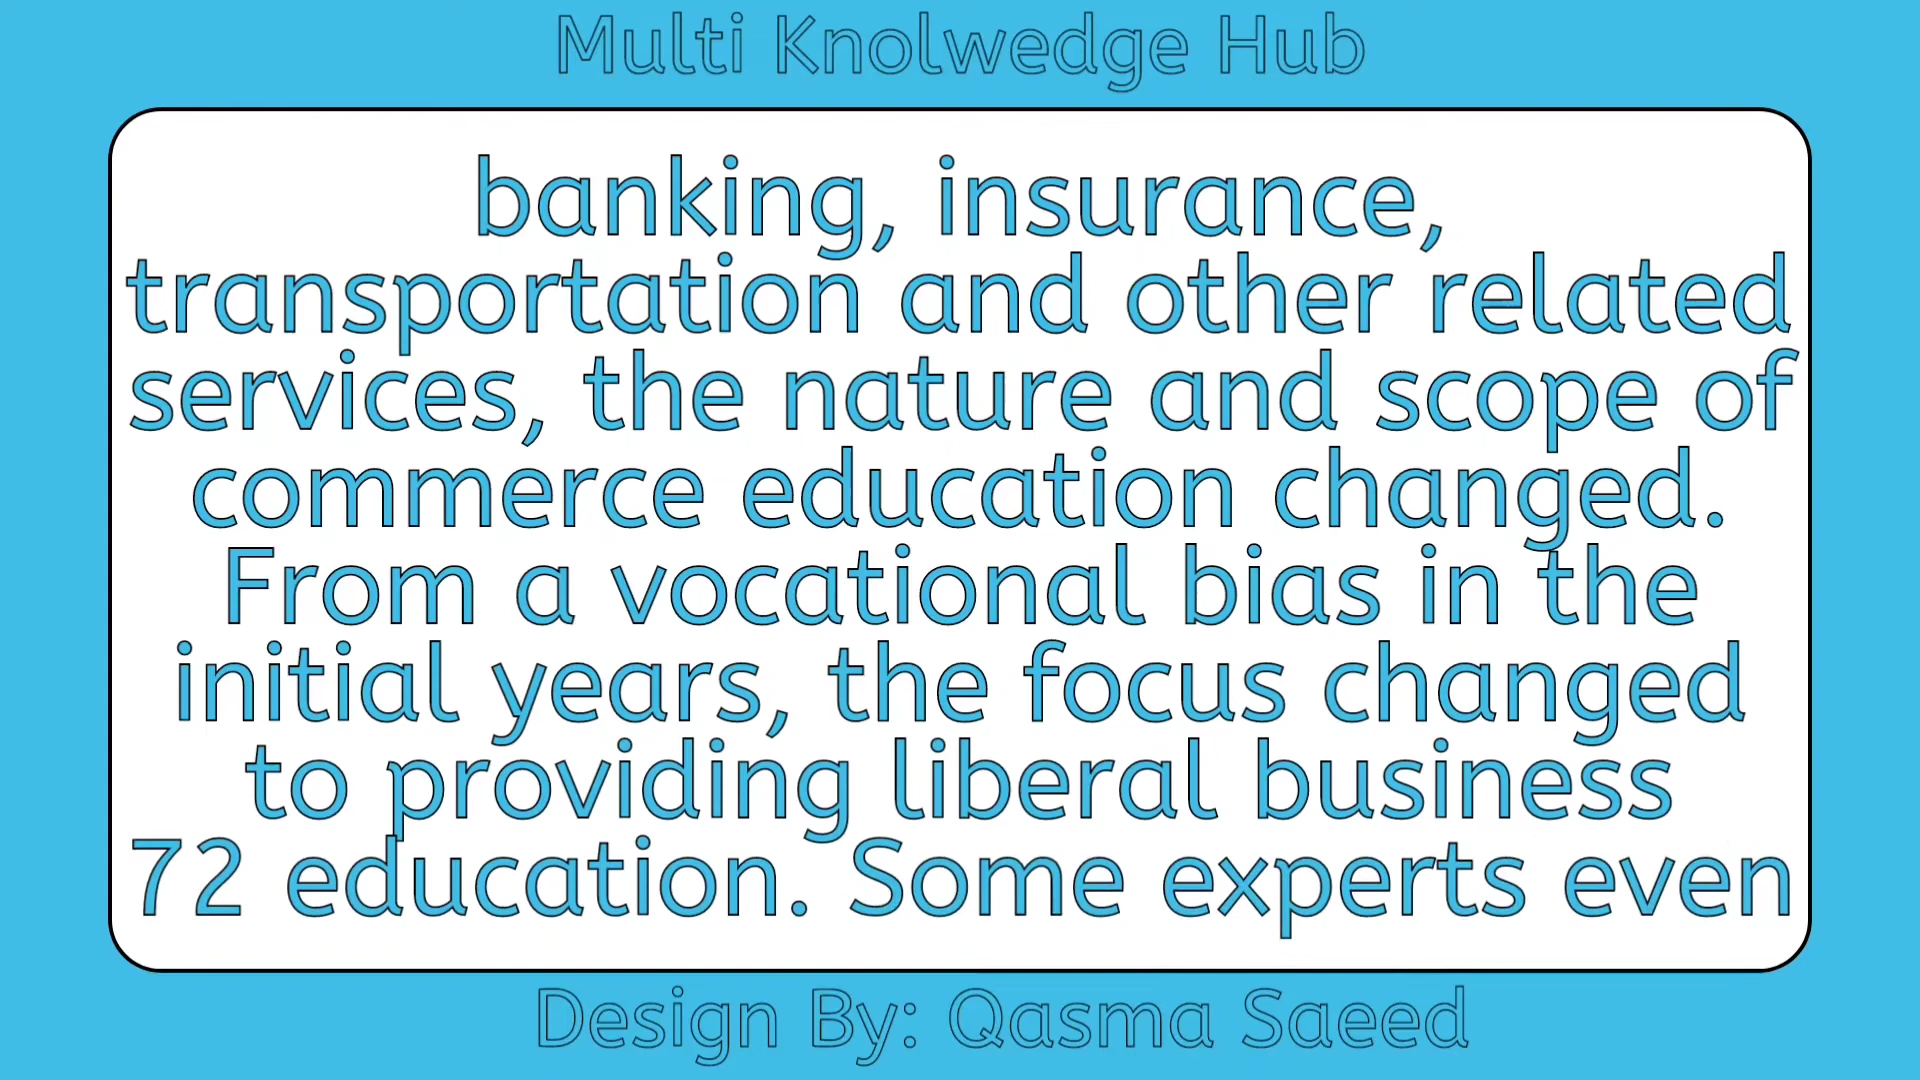 Multi Knolwedge Hub
banking, insurance,
transportation and other related
services, the nature and scope of
commerce education changed.
From a vocational bias in the
initial years, the focus changed
to providing liberal business
72 education. Some experts even
Design By: Qasma Saeed